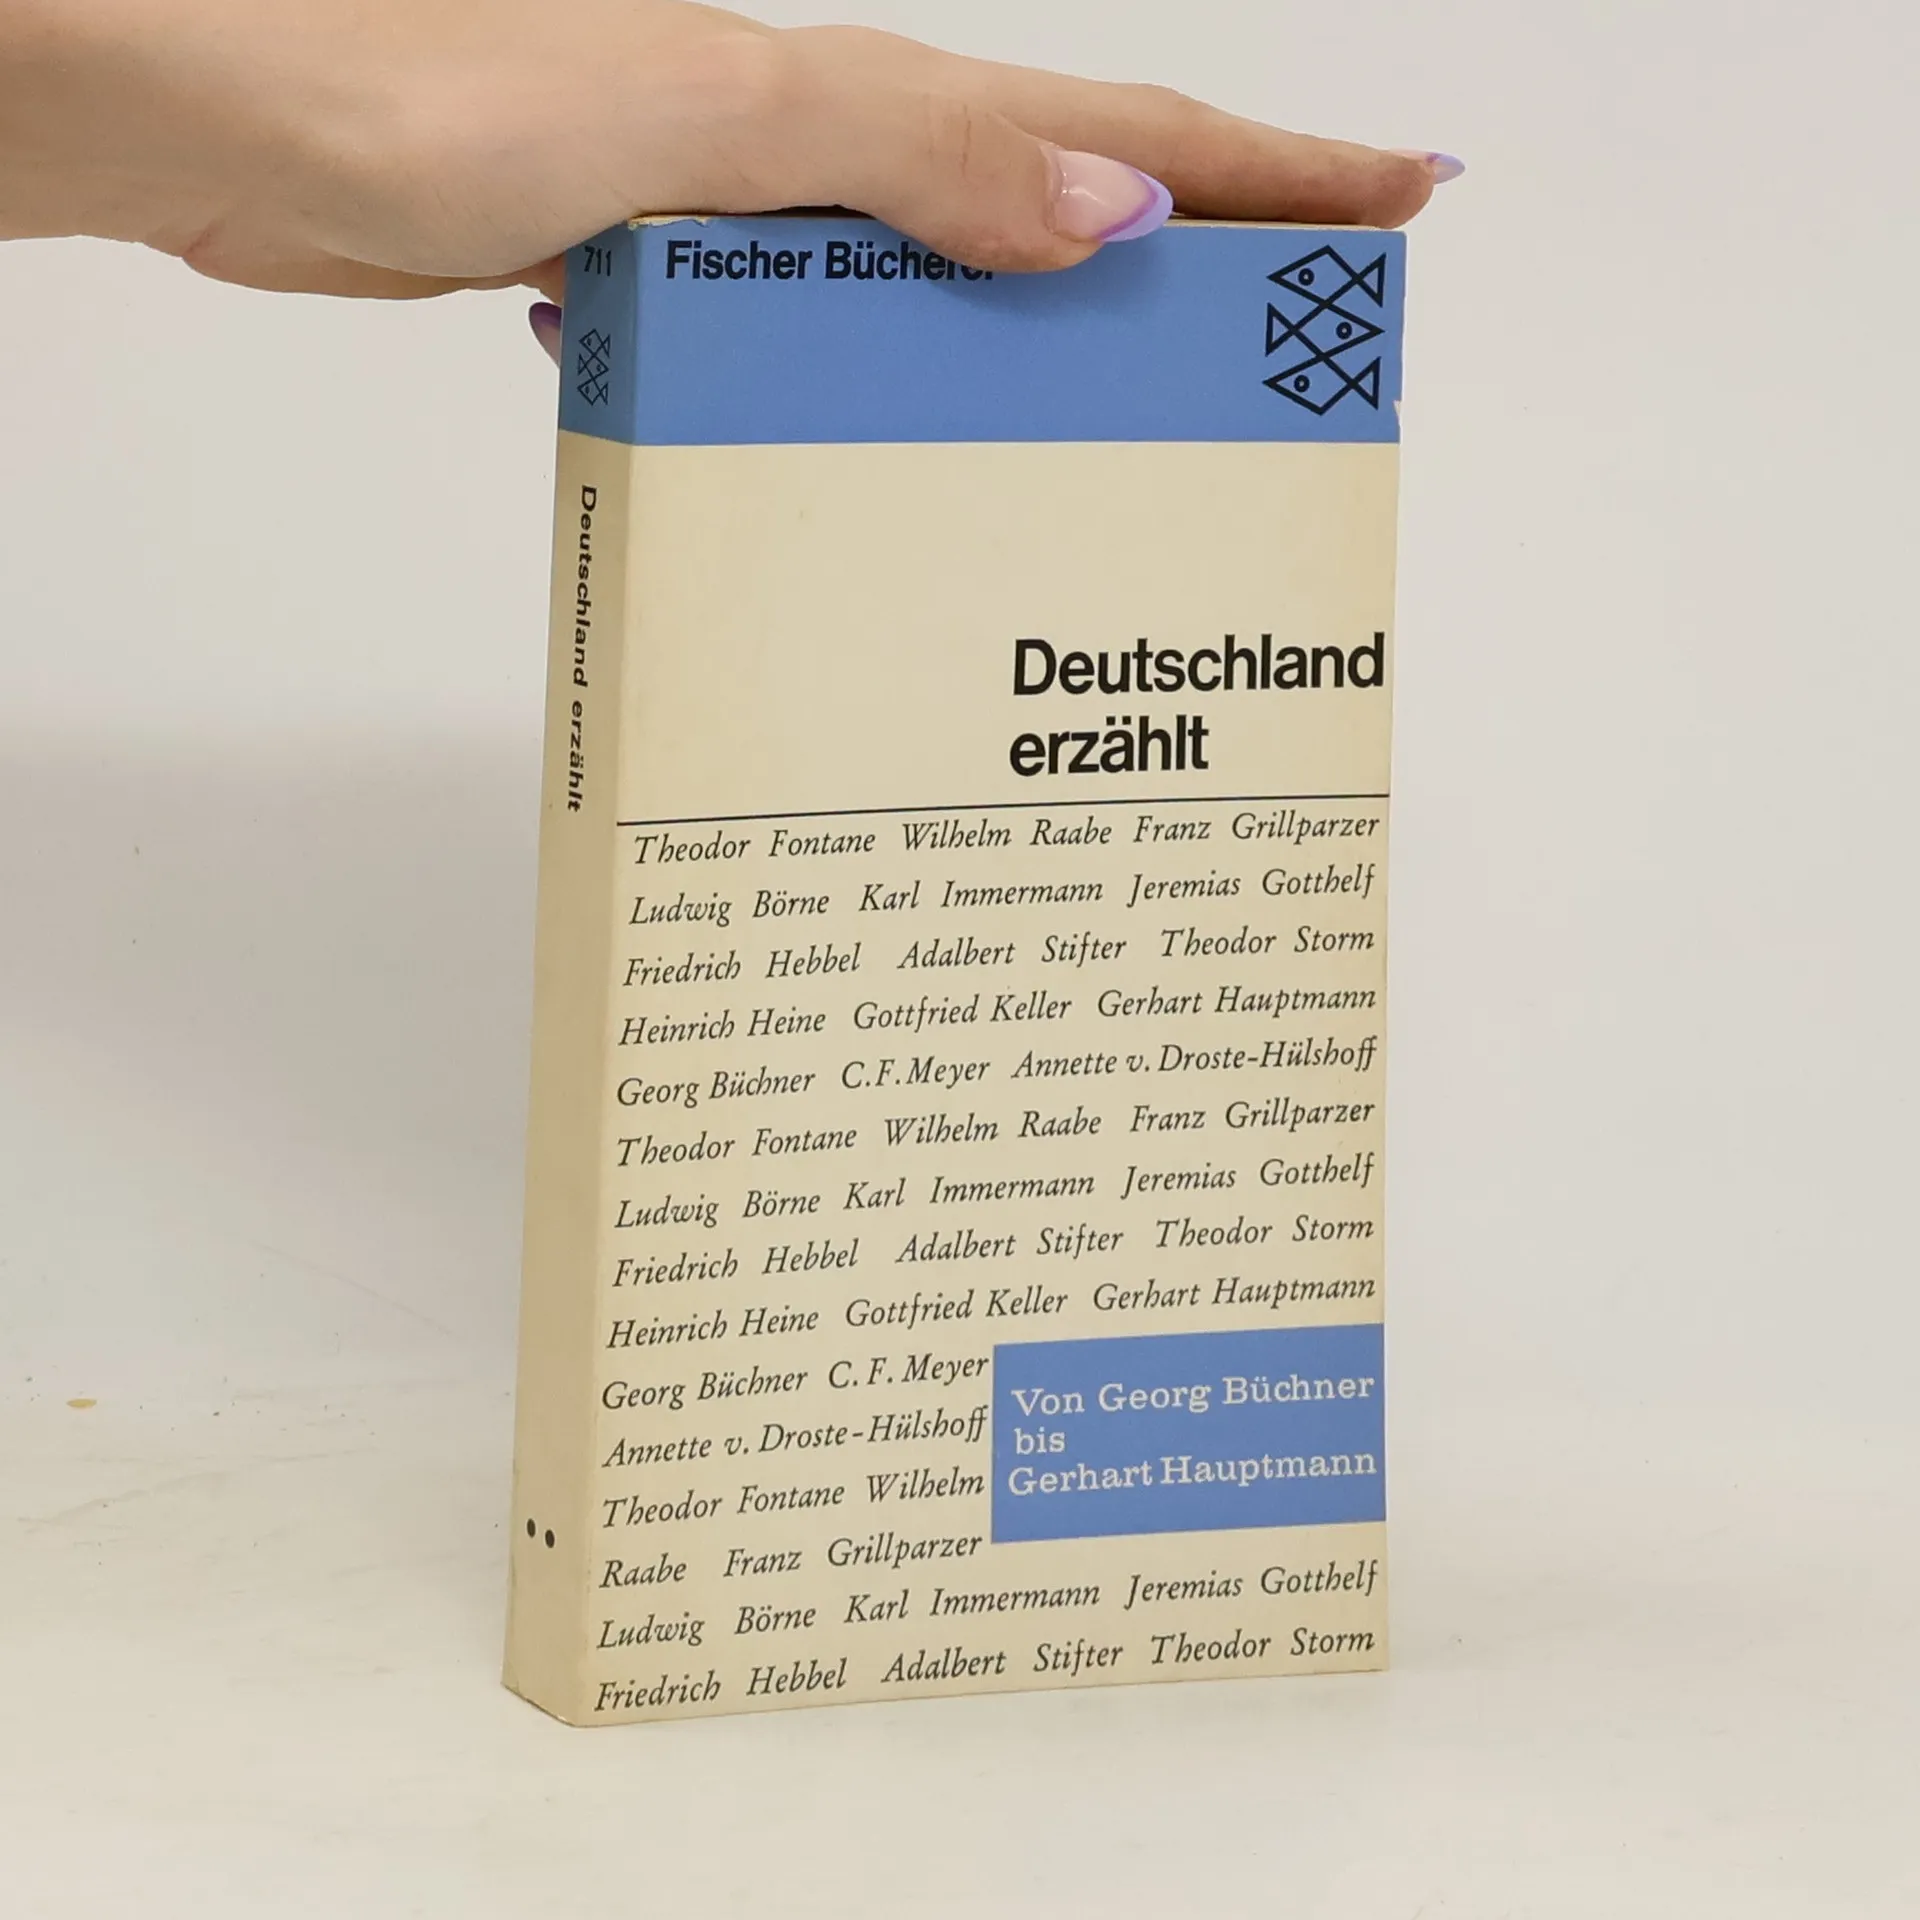 711
Fischer Bücherei
Deutschland erzählt
Deutschland
erzählt
Theodor Fontane Wilhelm Raabe Franz Grillparzer
Ludwig Börne Karl Immermann Jeremias Gotthelf
Friedrich Hebbel Adalbert Stifter Theodor Storm
Heinrich Heine Gottfried Keller Gerhart Hauptmann
Georg Büchner C.F.Meyer Annette v. Droste-Hülshoff
Theodor Fontane Wilhelm Raabe Franz Grillparzer
Ludwig Börne Karl Immermann Jeremias Gotthelf
Friedrich Hebbel Adalbert Stifter Theodor Storm
Heinrich Heine Gottfried Keller Gerhart Hauptmann
Georg Büchner C. F. Meyer
Annette v. Droste-Hülshoff
Theodor Fontane Wilhelm
Raabe Franz Grillparzer
Von Georg Büchner
bis
Gerhart Hauptmann
Ludwig Börne Karl Immermann Jeremias Gotthelf
Friedrich Hebbel Adalbert Stifter Theodor Storm